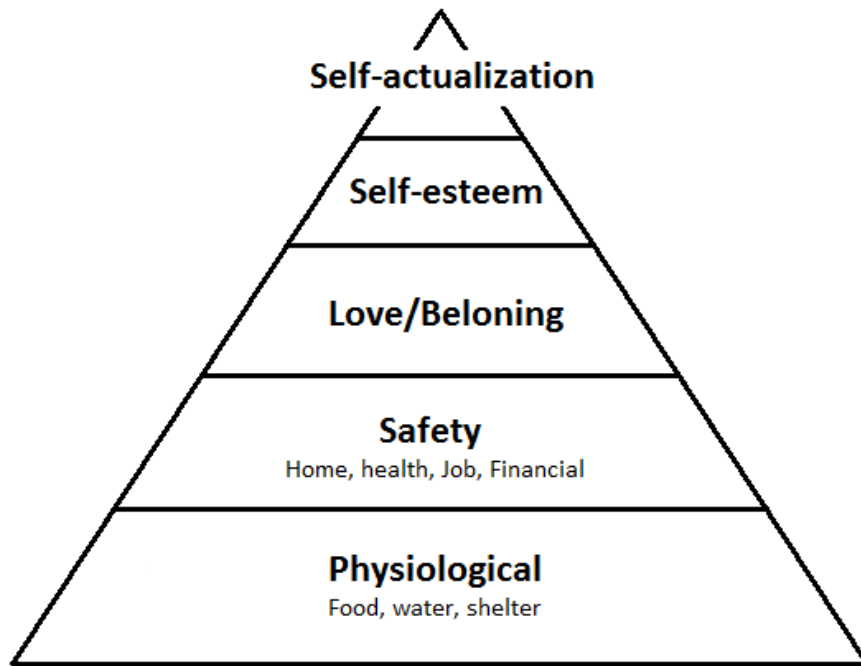 Self-actualization
Self-esteem
Love/Beloning
Safety
Home, health, Job, Financial
Physiological
Food, water, shelter